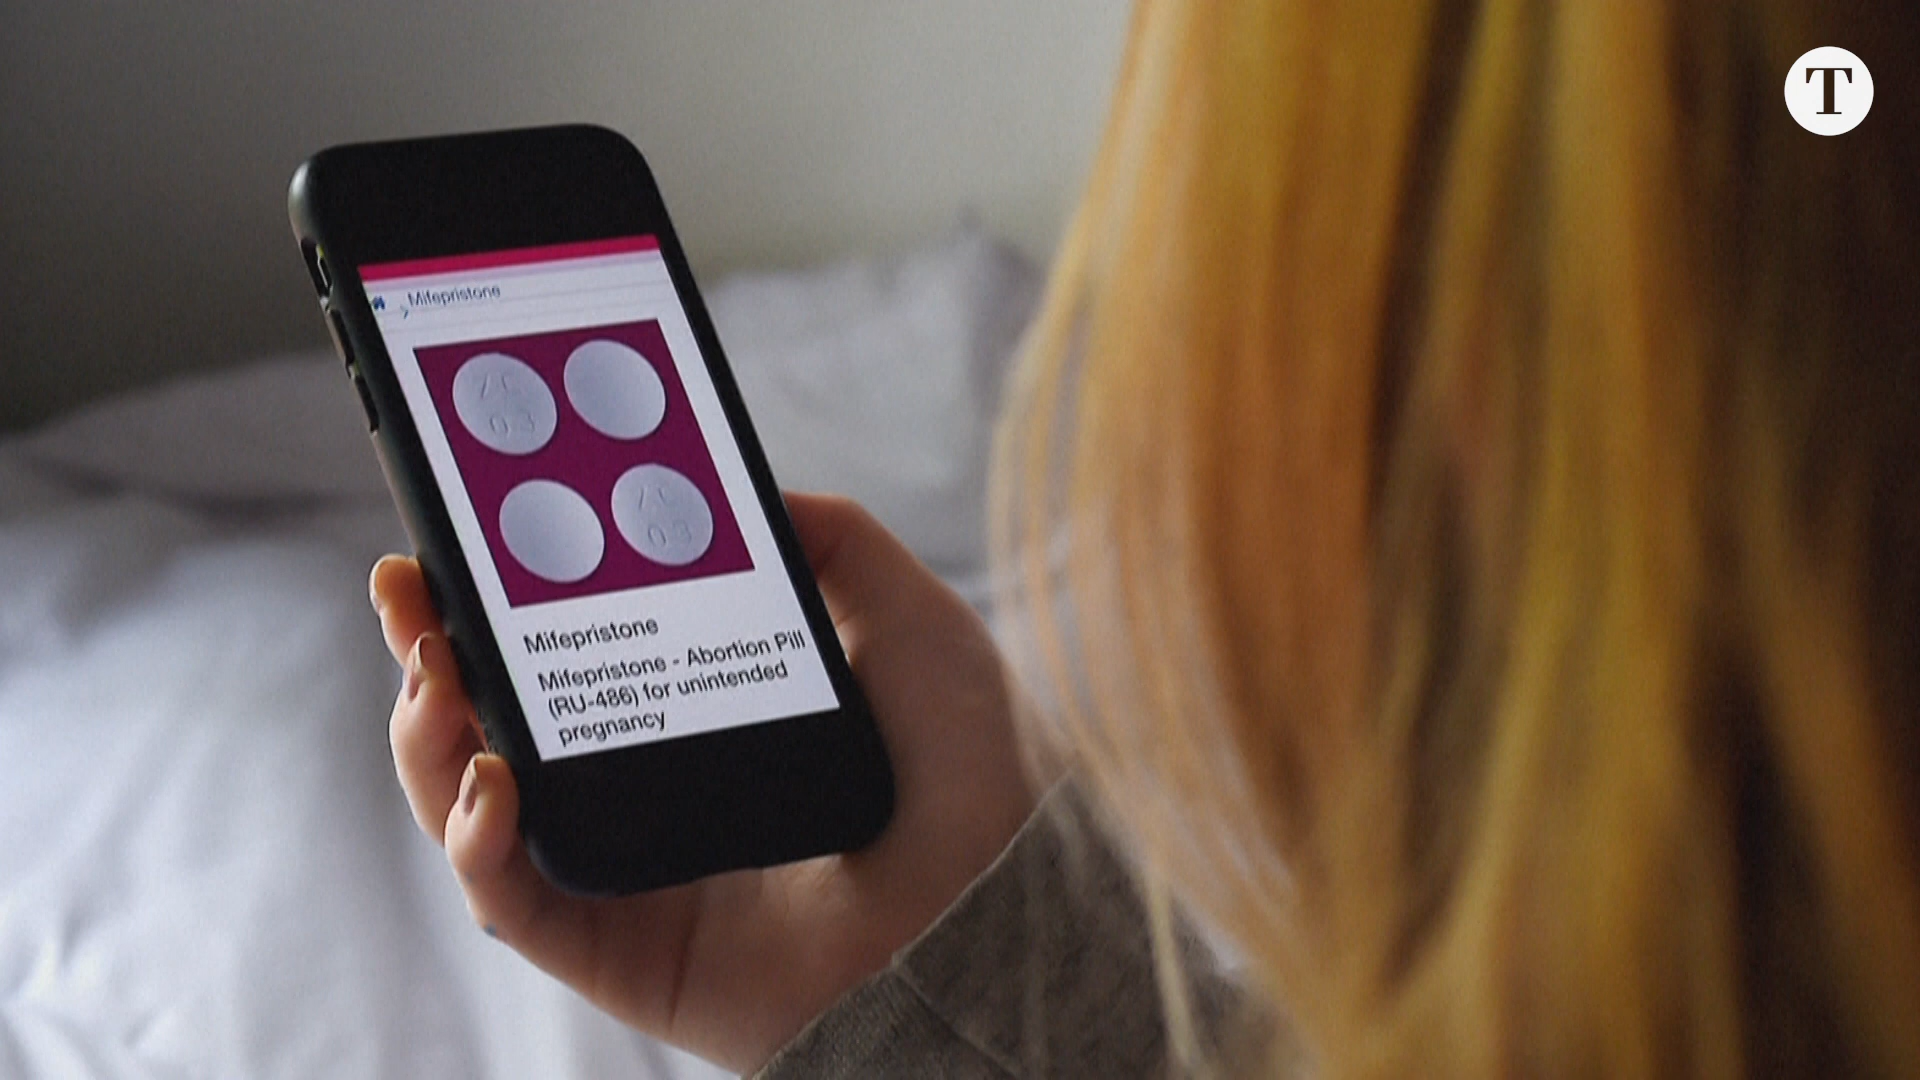 T
Mifepristone
ZC
03
ZC
03
Mifepristone
Mifepristone - Abortion Pill
(RU-486) for unintended
pregnancy